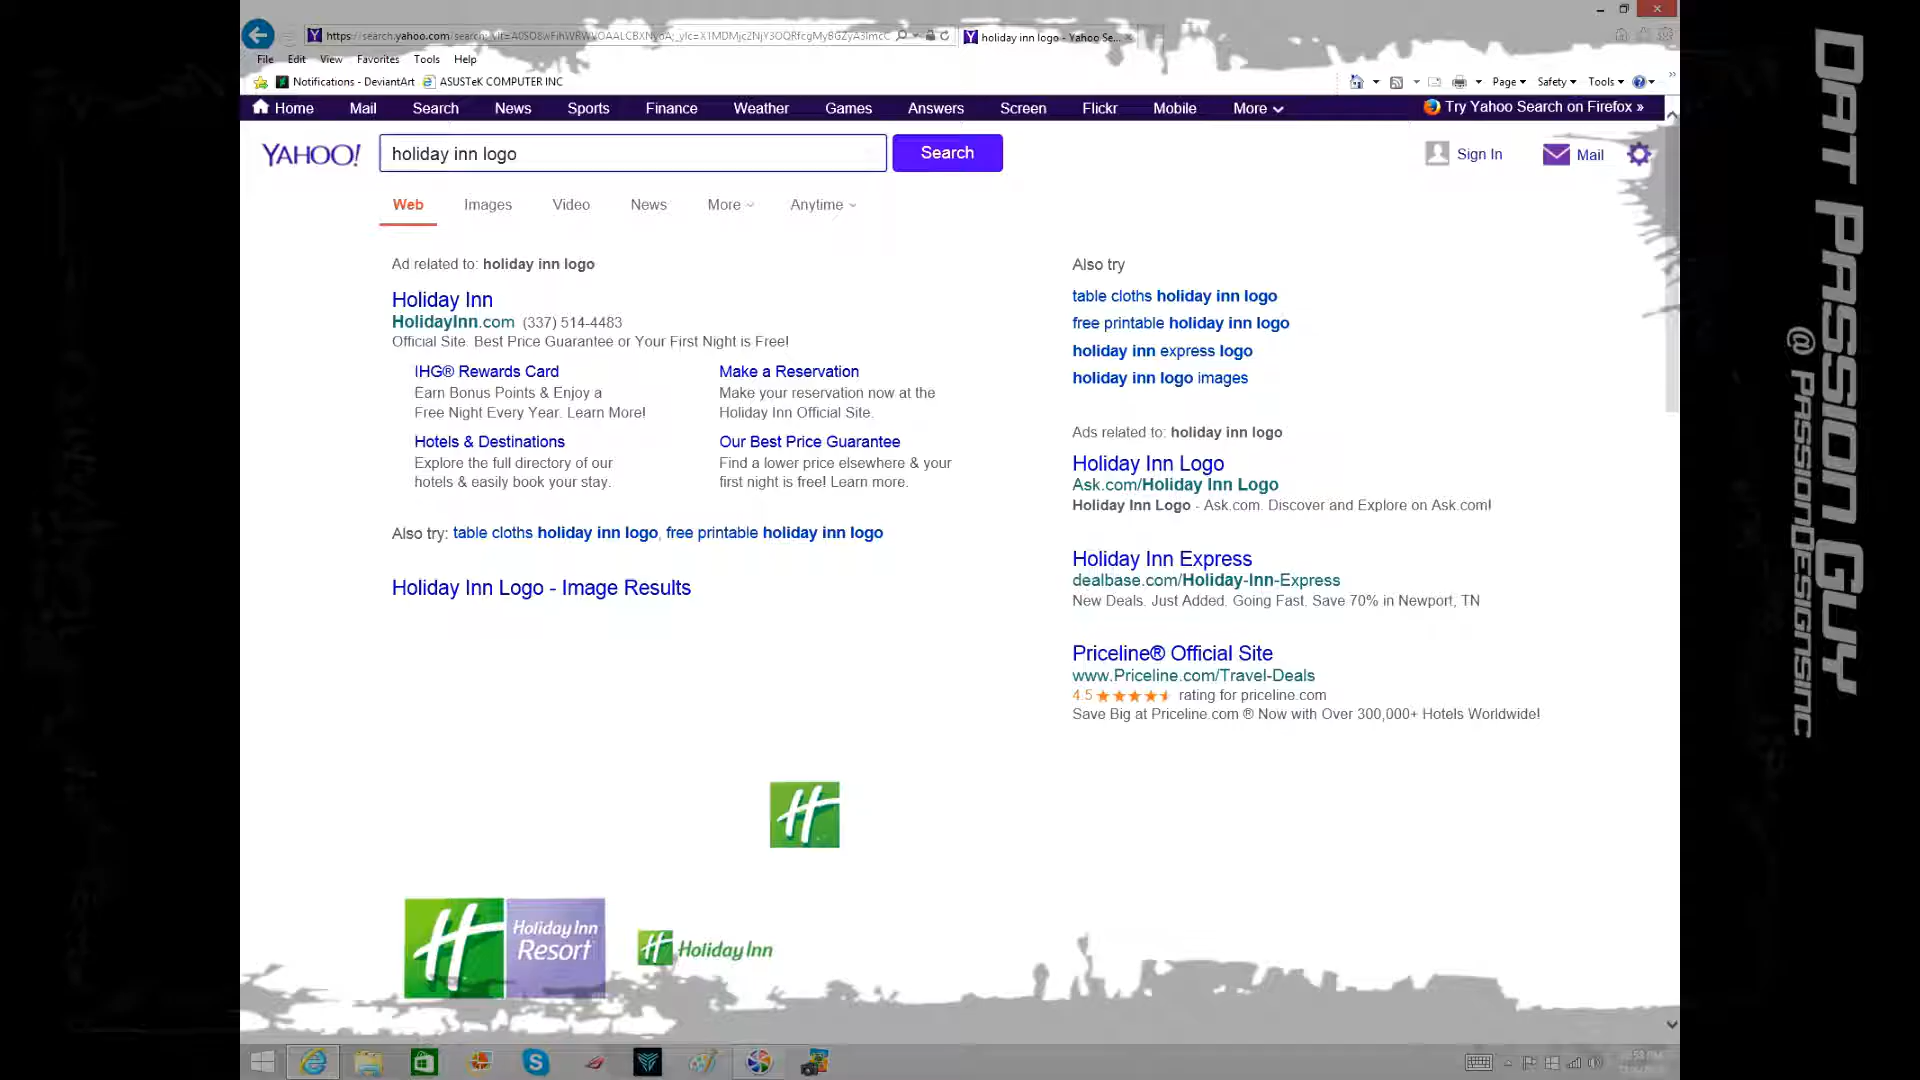 holiday inn logo - Yahoo Se...
File Edit View Favorites Tools Help
Notifications - DeviantArt ASUSTeK COMPUTER INC
Page Safety Tools
Home Mail Search News Sports Finance Weather Games Answers Screen Flickr Mobile More Try Yahoo Search on Firefox »
YAHOO! holiday inn logo Search Sign In Mail
Web Images Video News More Anytime
Ad related to: holiday inn logo
Holiday Inn
HolidayInn.com (337) 514-4483
Official Site. Best Price Guarantee or Your First Night is Free!
IHG® Rewards Card
Earn Bonus Points & Enjoy a
Free Night Every Year. Learn More!
Make a Reservation
Make your reservation now at the
Holiday Inn Official Site.
Hotels & Destinations
Explore the full directory of our
hotels & easily book your stay.
Our Best Price Guarantee
Find a lower price elsewhere & your
first night is free! Learn more.
Also try: table cloths holiday inn logo, free printable holiday inn logo
Holiday Inn Logo - Image Results
H
H Holiday Inn
Resort
H Holiday Inn
Also try
table cloths holiday inn logo
free printable holiday inn logo
holiday inn express logo
holiday inn logo images
Ads related to: holiday inn logo
Holiday Inn Logo
Ask.com/Holiday Inn Logo
Holiday Inn Logo - Ask.com. Discover and Explore on Ask.com!
Holiday Inn Express
dealbase.com/Holiday-Inn-Express
New Deals. Just Added. Going Fast. Save 70% in Newport, TN
Priceline® Official Site
www.Priceline.com/Travel-Deals
4.5 rating for priceline.com
Save Big at Priceline.com ® Now with Over 300,000+ Hotels Worldwide!
DAT PASSION GUY
@ PASSIONDESIGNSINC